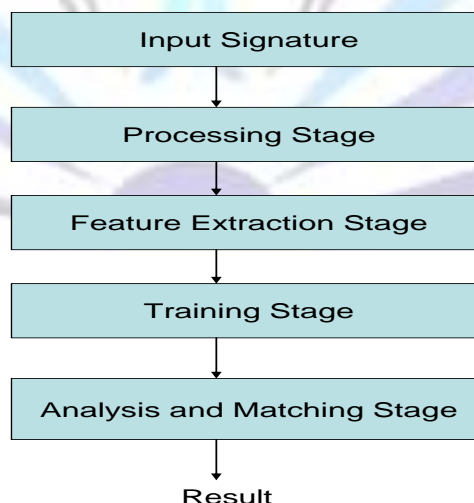 Input Signature
Processing Stage
Feature Extraction Stage
Training Stage
Analysis and Matching Stage
Result